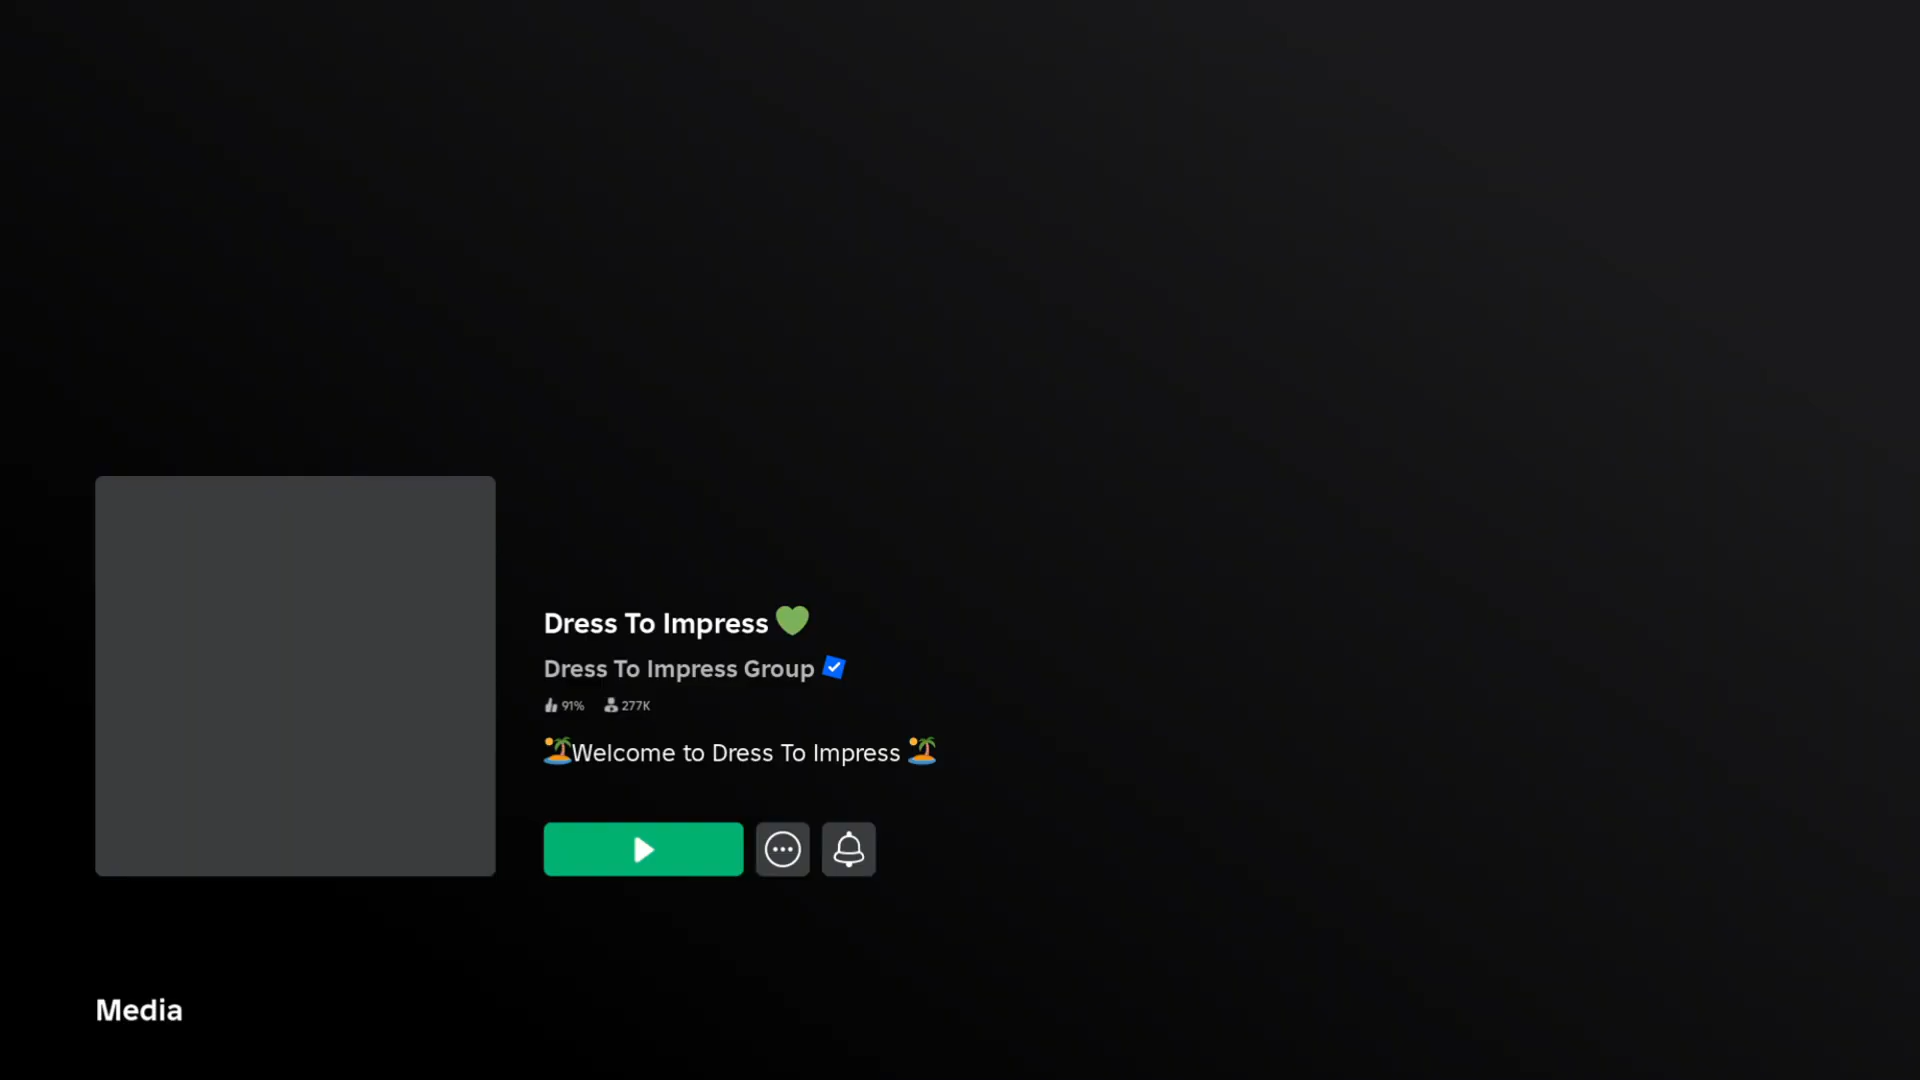 Dress To Impress 💚
Dress To Impress Group
91% 277K
🏝️Welcome to Dress To Impress 🏝️
Media